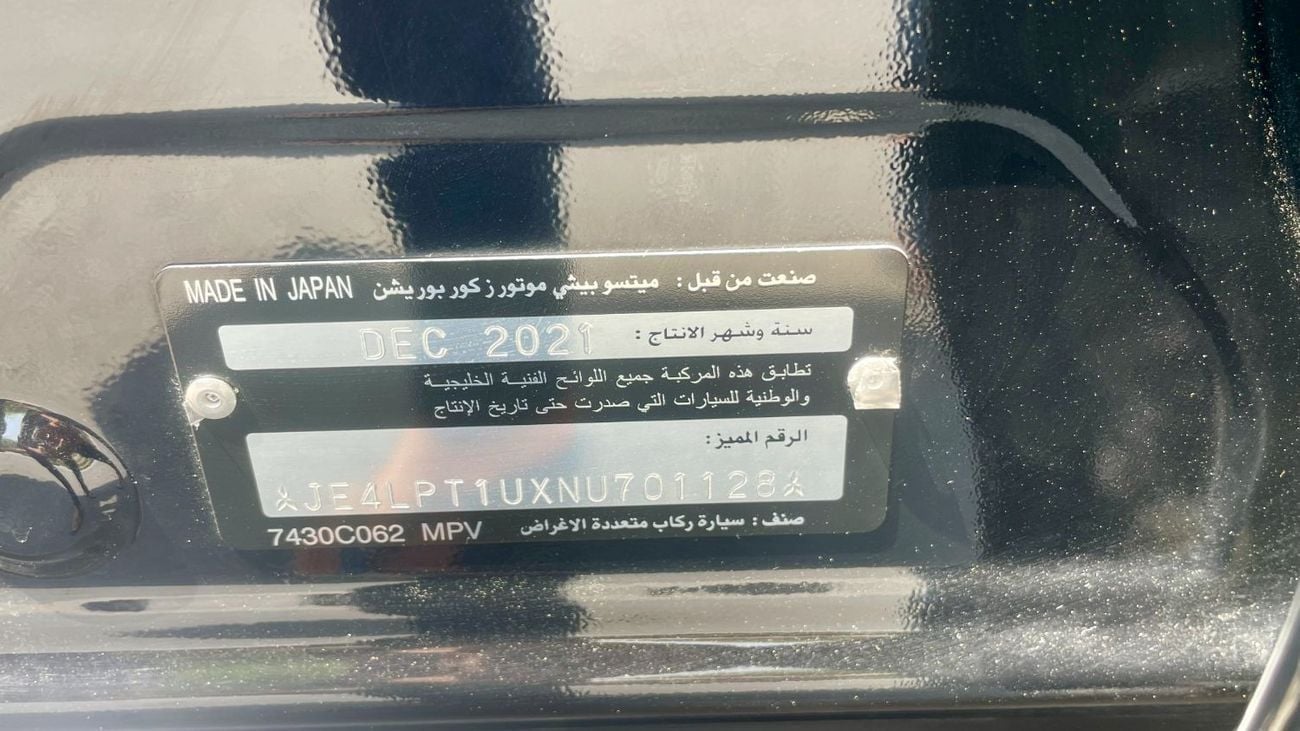 صنعت من قبل: ميتسوبيشي موتورز كوربوريشن MADE IN JAPAN
سنة وشهر الانتاج: DEC 2021
تطابق هذه المركبة جميع اللوائح الفنية الخليجية
والوطنية للسيارات التي صدرت حتى تاريخ الإنتاج
الرقم المميز:
*JE4LPT1UXNU701128*
صنف: سيارة ركاب متعددة الاغراض 7430C062 MPV